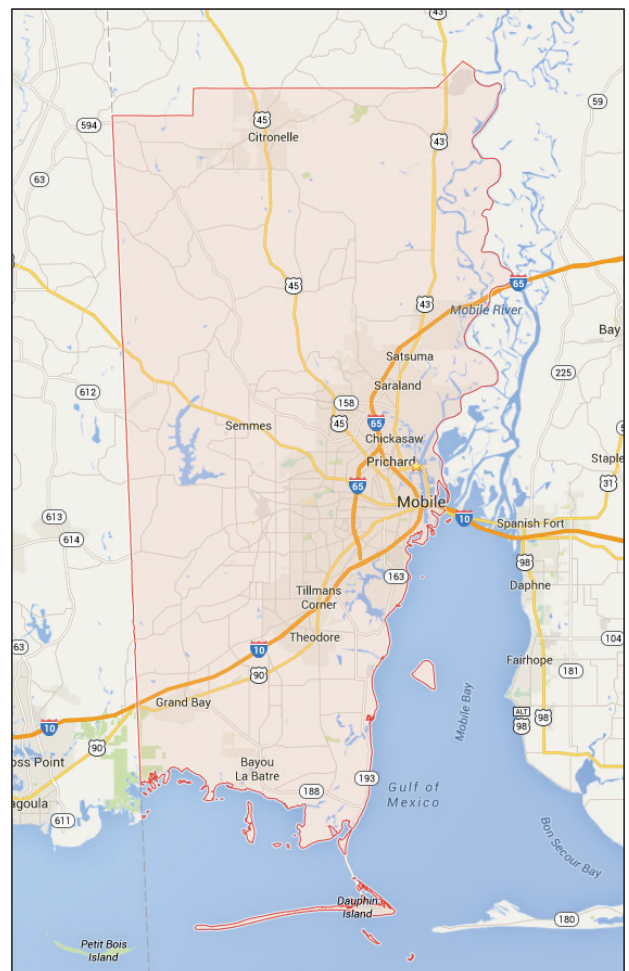 43
45
594
59
45
43
Citronelle
63
65
45
43
Mobile River
Bay
Satsuma
225
Saraland
612
158
65
45
Semmes
Chickasaw
Prichard
Staple
65
31
Mobile
613
10
Spanish Fort
614
98
163
Daphne
Tillmans
Corner
104
Theodore
63
10
Fairhope
181
90
Grand Bay
Mobile Bay
ALT
98
98
10
90
oss Point
Bayou
La Batre
193
188
Gulf of
Mexico
agoula
611
Bon Secour Bay
Dauphin
Island
180
Petit Bois
Island